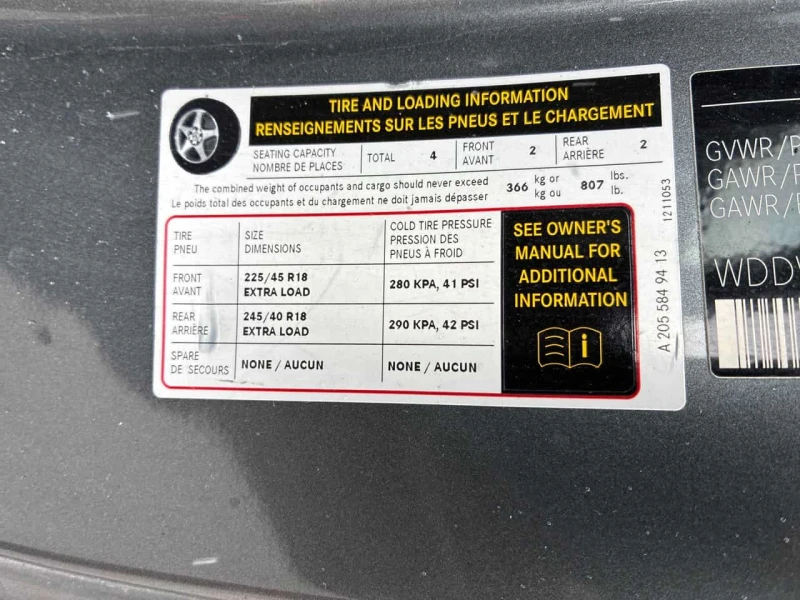 TIRE AND LOADING INFORMATION
RENSEIGNEMENTS SUR LES PNEUS ET LE CHARGEMENT
SEATING CAPACITY
NOMBRE DE PLACES
TOTAL 4
FRONT
AVANT
2
REAR
ARRIÈRE
2
The combined weight of occupants and cargo should never exceed
Le poids total des occupants et du chargement ne doit jamais dépasser
366
kg or
kg ou
807
lbs.
lb.
TIRE
PNEU
SIZE
DIMENSIONS
COLD TIRE PRESSURE
PRESSION DES
PNEUS À FROID
FRONT
AVANT
225/45 R18
EXTRA LOAD
280 KPA, 41 PSI
REAR
ARRIÈRE
245/40 R18
EXTRA LOAD
290 KPA, 42 PSI
SPARE
DE SECOURS
NONE / AUCUN
NONE / AUCUN
SEE OWNER'S
MANUAL FOR
ADDITIONAL
INFORMATION
i
A 205 584 94 13
1211053
GVWR/P
GAWR/P
GAWR/P
WDDW